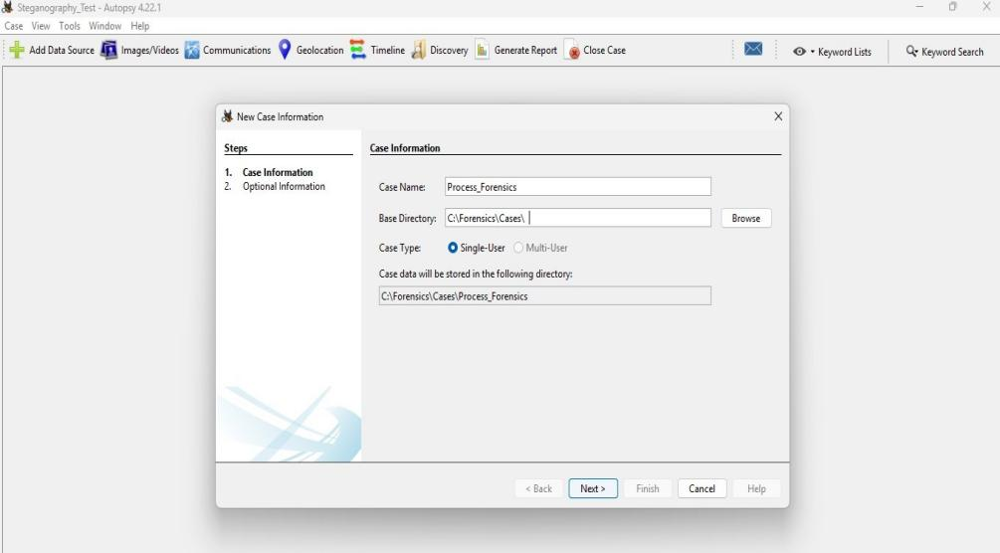 Steganography_Test - Autopsy 4.22.1
Case View Tools Window Help
Add Data Source Images/Videos Communications Geolocation Timeline Discovery Generate Report Close Case Keyword Lists Keyword Search
New Case Information
Steps
1. Case Information
2. Optional Information
Case Information
Case Name: Process_Forensics
Base Directory: C:\Forensics\Cases\ Browse
Case Type: Single-User Multi-User
Case data will be stored in the following directory:
C:\Forensics\Cases\Process_Forensics
< Back Next > Finish Cancel Help